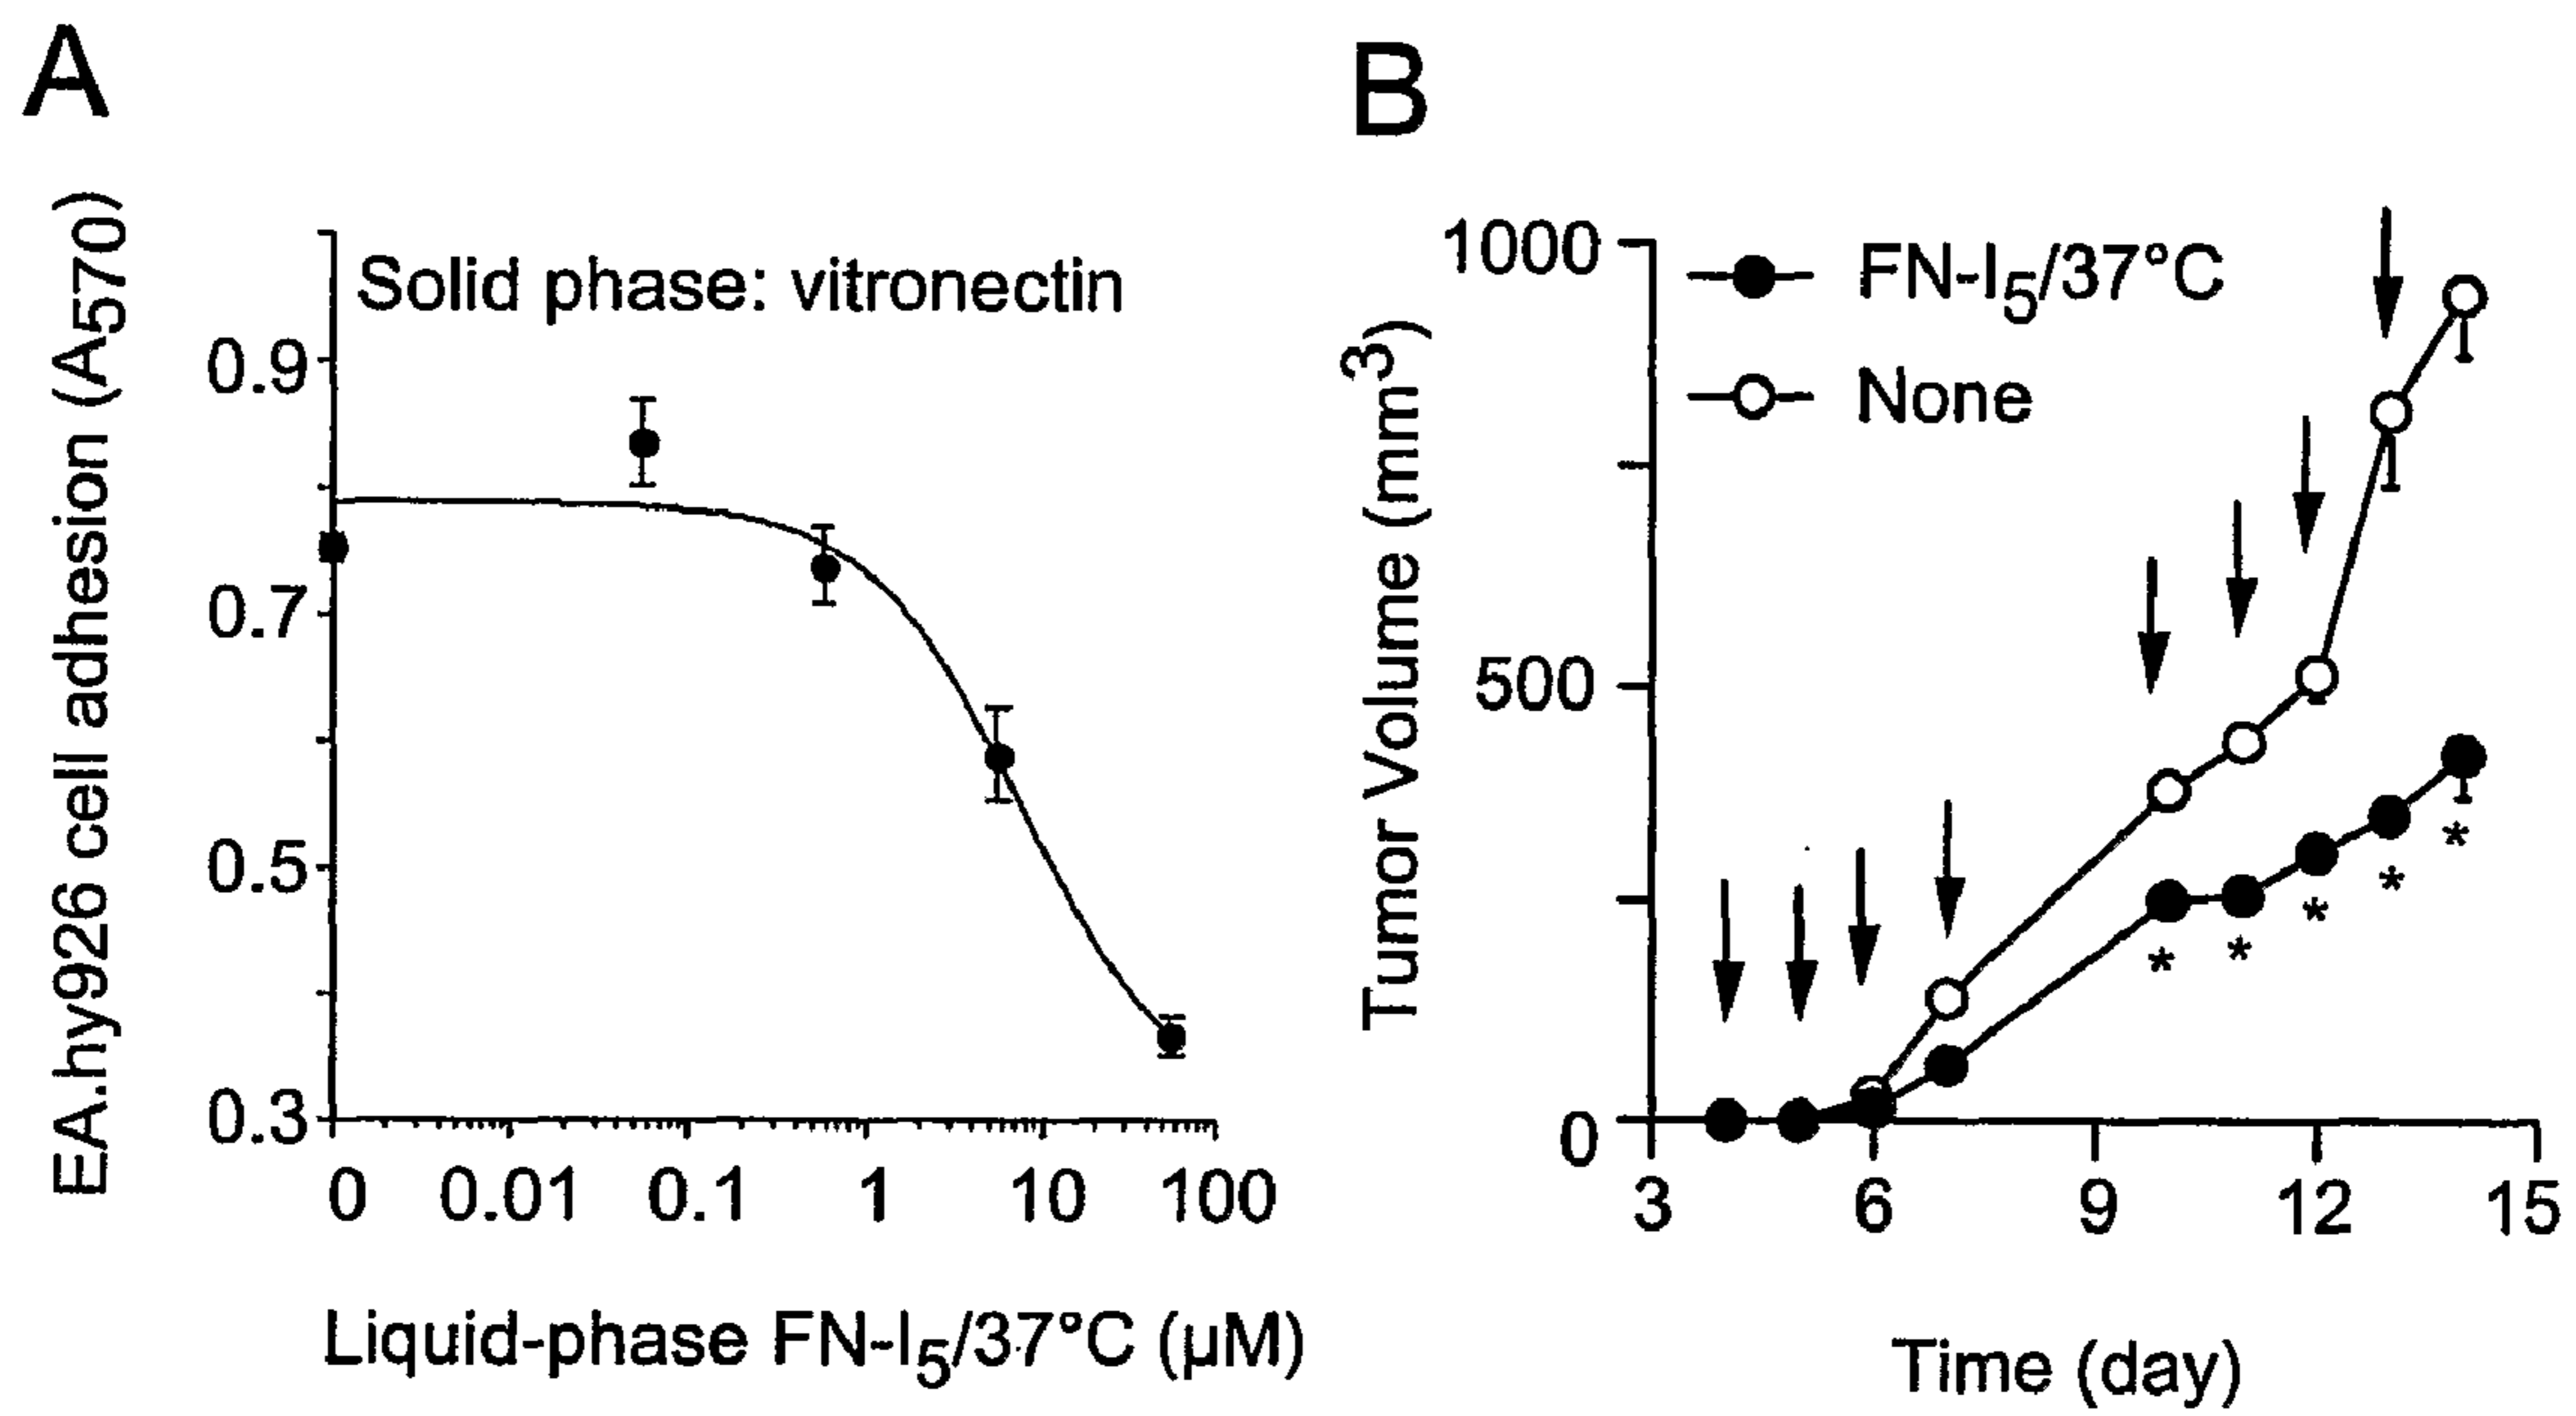 A
EA.hy926 cell adhesion (A570)
Solid phase: vitronectin
0.9
0.7
0.5
0.3
0 0.01 0.1 1 10 100
Liquid-phase FN-I5/37°C (µM)
B
Tumor Volume (mm3)
1000
500
0
FN-I5/37°C
None
*
*
*
*
*
3 6 9 12 15
Time (day)